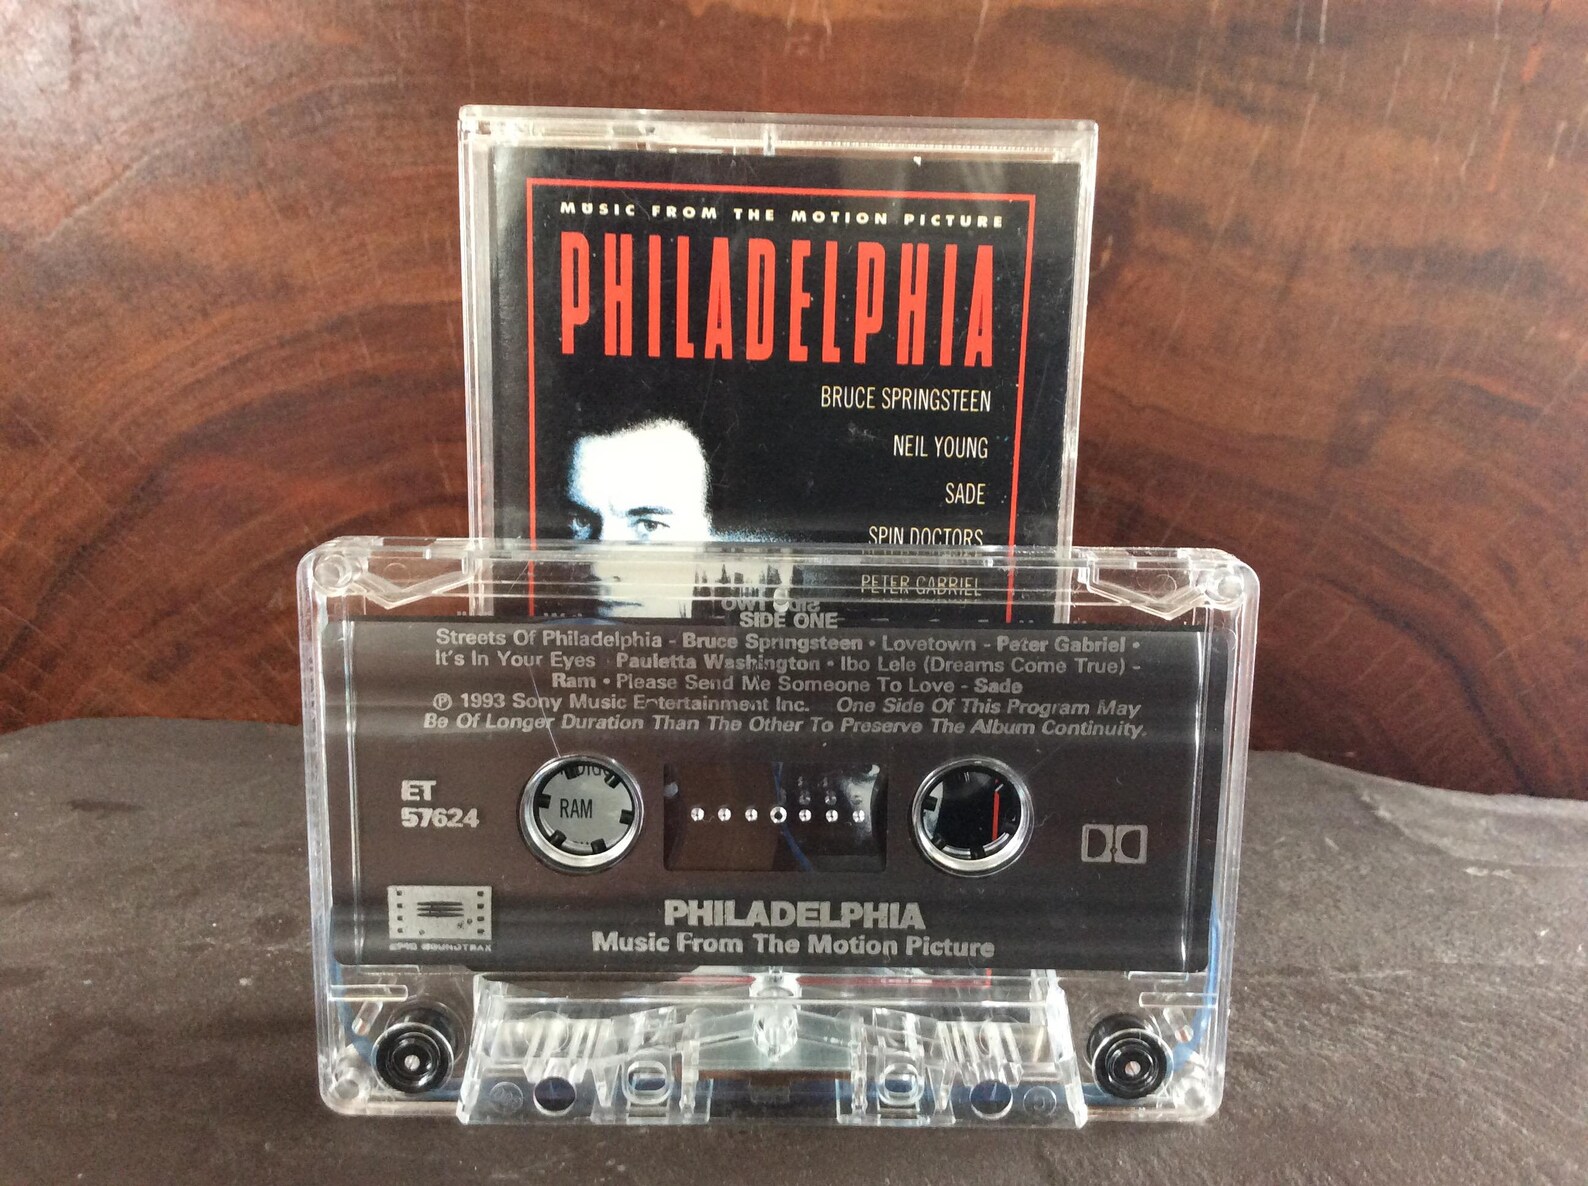 MUSIC FROM THE MOTION PICTURE
PHILADELPHIA
BRUCE SPRINGSTEEN
NEIL YOUNG
SADE
SPIN DOCTORS
PETER GABRIEL
SIDE TWO
SIDE ONE
Streets Of Philadelphia - Bruce Springsteen • Lovetown - Peter Gabriel •
It's In Your Eyes Pauletta Washington • Ibo Lele (Dreams Come True) -
Ram • Please Send Me Someone To Love - Sade
℗ 1993 Sony Music Entertainment Inc. One Side Of This Program May
Be Of Longer Duration Than The Other To Preserve The Album Continuity.
ET
57624
RAM
PHILADELPHIA
Music From The Motion Picture
EPIC SOUNDTRAX